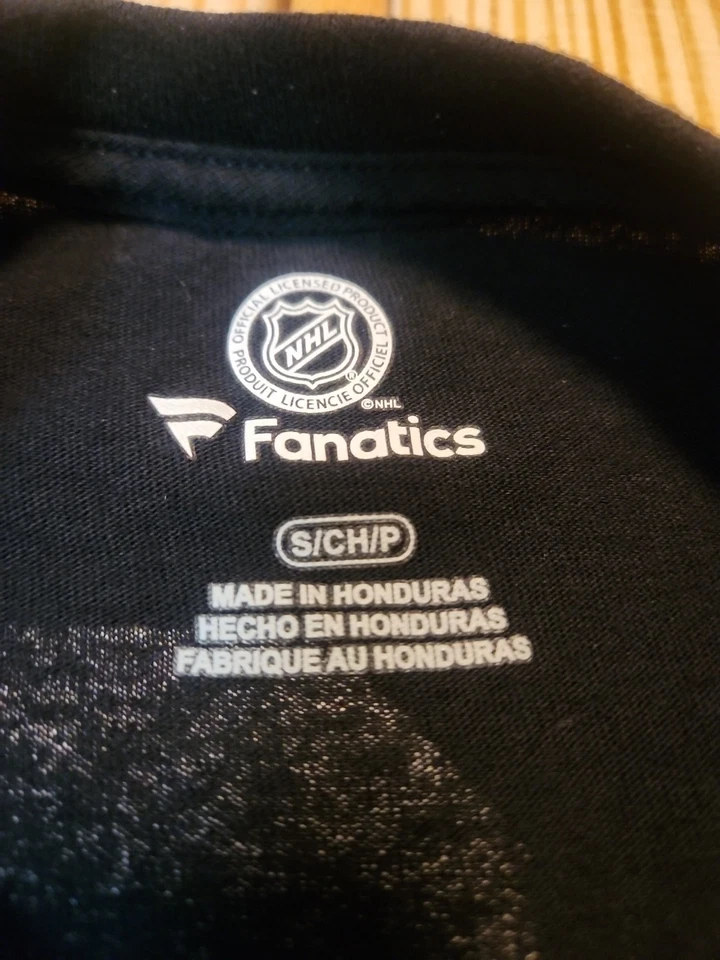 OFFICIAL LICENSED PRODUCT
NHL
®
PRODUIT LICENCIE OFFICIEL
©NHL
Fanatics
S/CH/P
MADE IN HONDURAS
HECHO EN HONDURAS
FABRIQUE AU HONDURAS